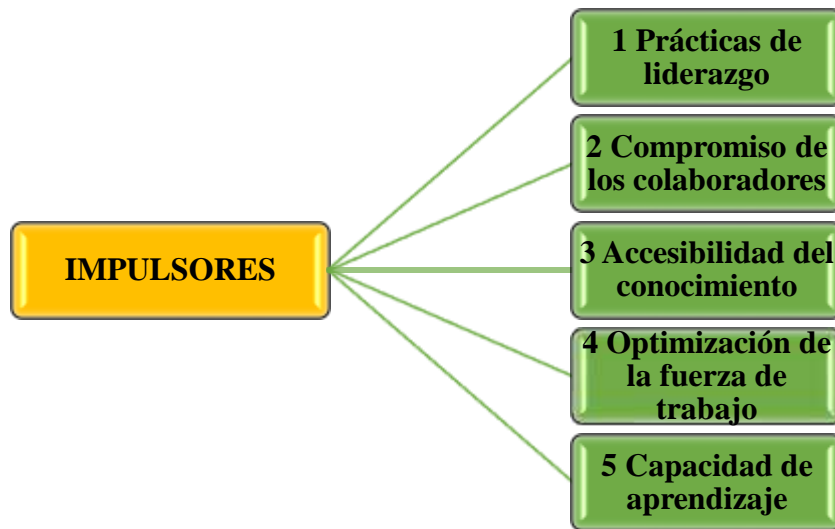 1 Prácticas de
liderazgo
2 Compromiso de
los colaboradores
IMPULSORES
3 Accesibilidad del
conocimiento
4 Optimización de
la fuerza de
trabajo
5 Capacidad de
aprendizaje